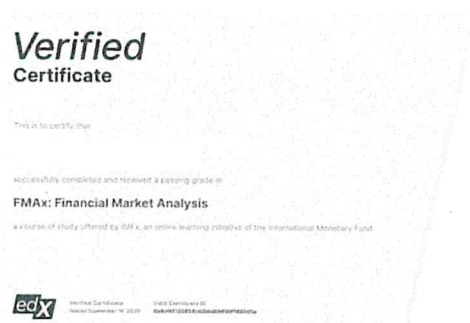 Verified
Certificate
This is to certify that
successfully completed and received a passing grade in
FMAx: Financial Market Analysis
a course of study offered by IMFx, an online learning initiative of the International Monetary Fund
edX
Verified Certificate
Issued September
Valid Certificate ID